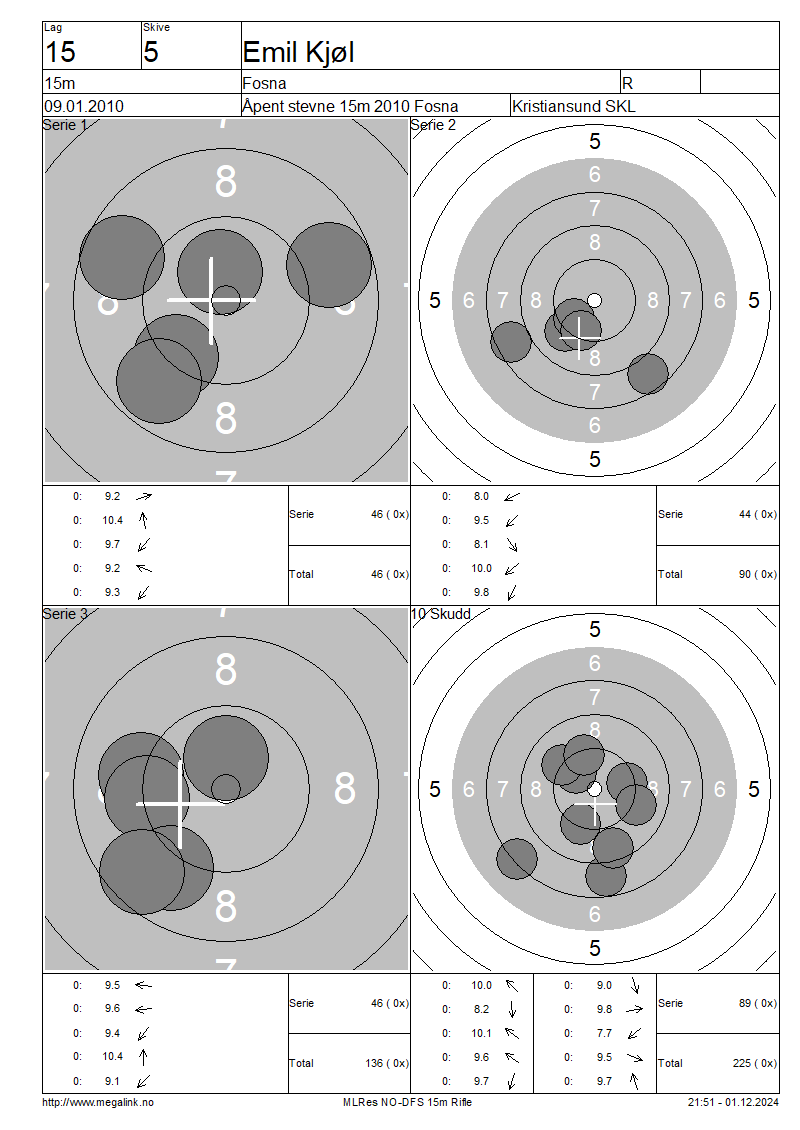 Lag Skive
15 5 Emil Kjøl
15m Fosna R
09.01.2010 Åpent stevne 15m 2010 Fosna Kristiansund SKL
Serie 1
7
8
8 8
8
7
Serie 2
5
6
7
8
5 6 7 8 8 7 6 5
8
7
6
5
0: 9.2
0: 10.4
0: 9.7
0: 9.2
0: 9.3
Serie 46 ( 0x)
Total 46 ( 0x)
0: 8.0
0: 9.5
0: 8.1
0: 10.0
0: 9.8
Serie 44 ( 0x)
Total 90 ( 0x)
Serie 3
7
8
8
8
7
10 Skudd
5
6
7
8
5 6 7 8 8 7 6 5
6
5
0: 9.5
0: 9.6
0: 9.4
0: 10.4
0: 9.1
Serie 46 ( 0x)
Total 136 ( 0x)
0: 10.0 0: 9.0
0: 8.2 0: 9.8
0: 10.1 0: 7.7
0: 9.6 0: 9.5
0: 9.7 0: 9.7
Serie 89 ( 0x)
Total 225 ( 0x)
http://www.megalink.no MLRes NO-DFS 15m Rifle 21:51 - 01.12.2024